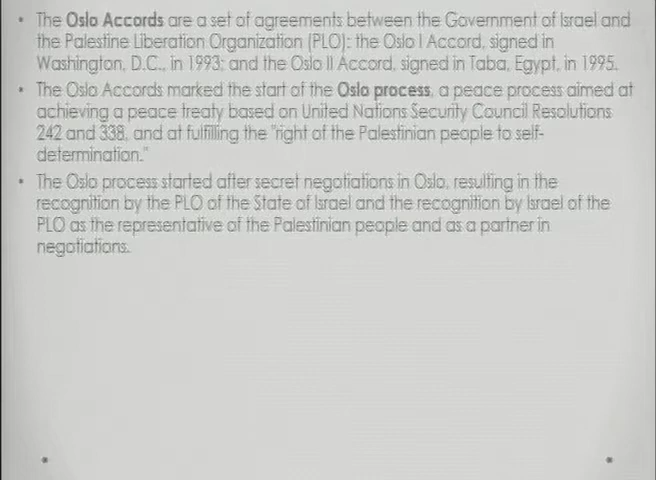 • The Oslo Accords are a set of agreements between the Government of Israel and
the Palestine Liberation Organization (PLO): the Oslo I Accord, signed in
Washington, D.C., in 1993; and the Oslo II Accord, signed in Taba, Egypt, in 1995.
• The Oslo Accords marked the start of the Oslo process, a peace process aimed at
achieving a peace treaty based on United Nations Security Council Resolutions
242 and 338, and at fulfilling the "right of the Palestinian people to self-
determination."
• The Oslo process started after secret negotiations in Oslo, resulting in the
recognition by the PLO of the State of Israel and the recognition by Israel of the
PLO as the representative of the Palestinian people and as a partner in
negotiations.